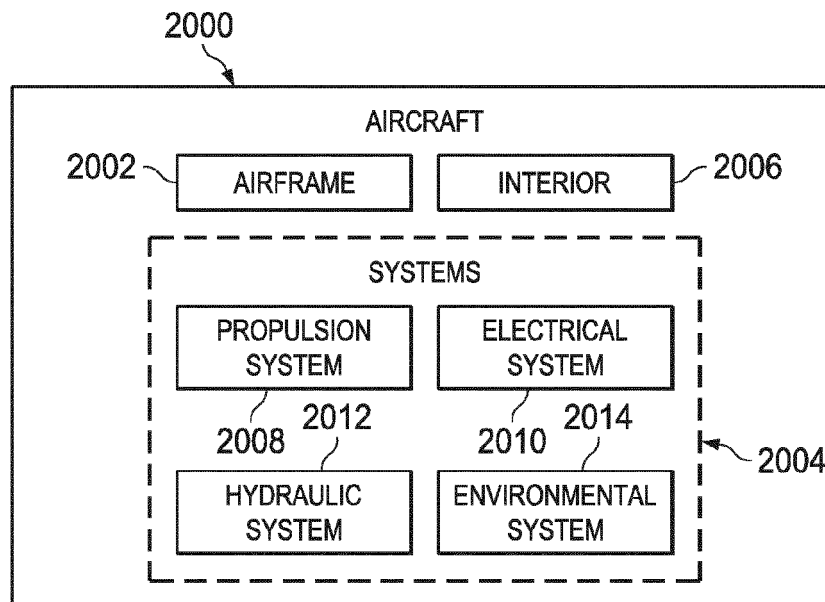 2000
AIRCRAFT
2002
AIRFRAME
INTERIOR
2006
SYSTEMS
PROPULSION
SYSTEM
ELECTRICAL
SYSTEM
2008
2012
2010
2014
2004
HYDRAULIC
SYSTEM
ENVIRONMENTAL
SYSTEM